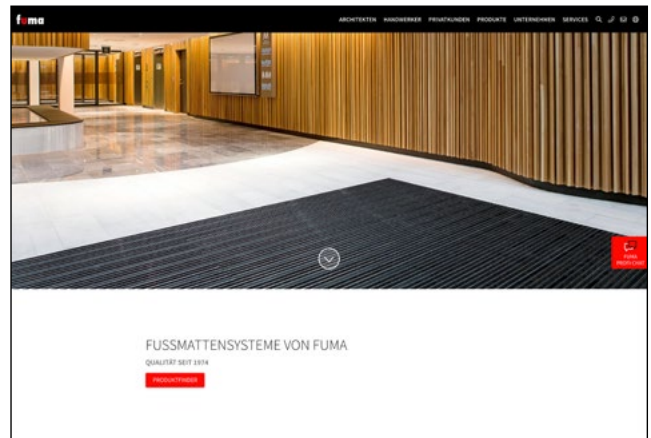 fuma
ARCHITEKTEN HANDWERKER PRIVATKUNDEN PRODUKTE UNTERNEHMEN SERVICES
FUMA
PROFI-CHAT
FUSSMATTENSYSTEME VON FUMA
QUALITÄT SEIT 1974
PRODUKTFINDER